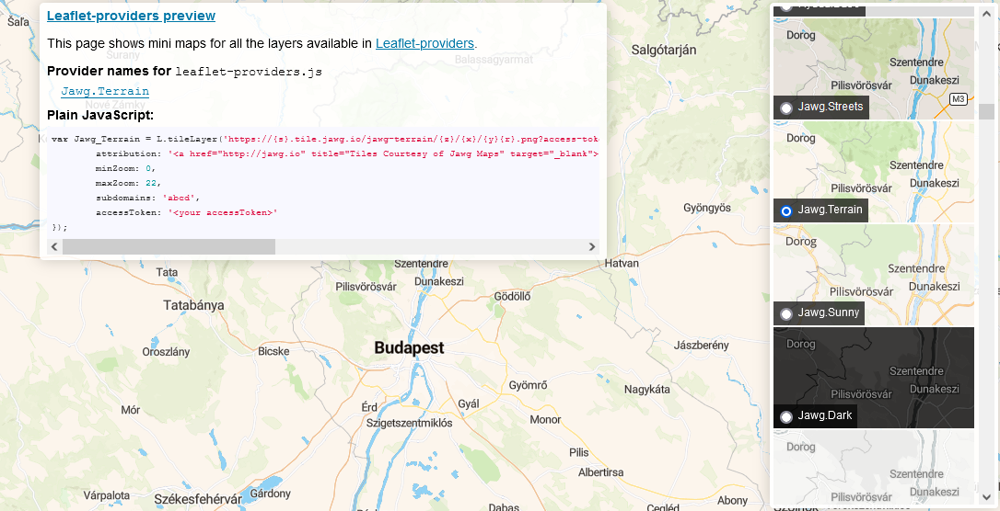 Leaflet-providers preview
This page shows mini maps for all the layers available in Leaflet-providers.
Provider names for leaflet-providers.js
Jawg.Terrain
Plain JavaScript:
var Jawg_Terrain = L.tileLayer('https://{s}.tile.jawg.io/jawg-terrain/{z}/{x}/{y}{r}.png?access-tok
attribution: '<a href="http://jawg.io" title="Tiles Courtesy of Jawg Maps" target="_blank">
minZoom: 0,
maxZoom: 22,
subdomains: 'abcd',
accessToken: '<your accessToken>'
});
Šaľa
Surany
Nové Zámky
Balassagyarmat
Salgótarján
Gyöngyös
Hatvan
Tata
Szentendre
Dunakeszi
Pilisvörösvár
Gödöllő
Tatabánya
Budapest
Oroszlány
Bicske
Jászberény
Gyömrő
Nagykáta
Mór
Érd
Gyál
Szigetszentmiklós
Monor
Pilis
Albertirsa
Várpalota
Székesfehérvár
Gárdony
Dabas
Cegléd
Abony
Dorog
Szentendre
Pilisvörösvár
Dunakeszi
M3
Jawg.Streets
Szentendre
Pilisvörösvár
Dunakeszi
Jawg.Terrain
Dorog
Szentendre
Pilisvörösvár
Dunakeszi
Jawg.Sunny
Dorog
Szentendre
Pilisvörösvár
Dunakeszi
Jawg.Dark
Dorog
Szentendre
Pilisvörösvár
Dunakeszi